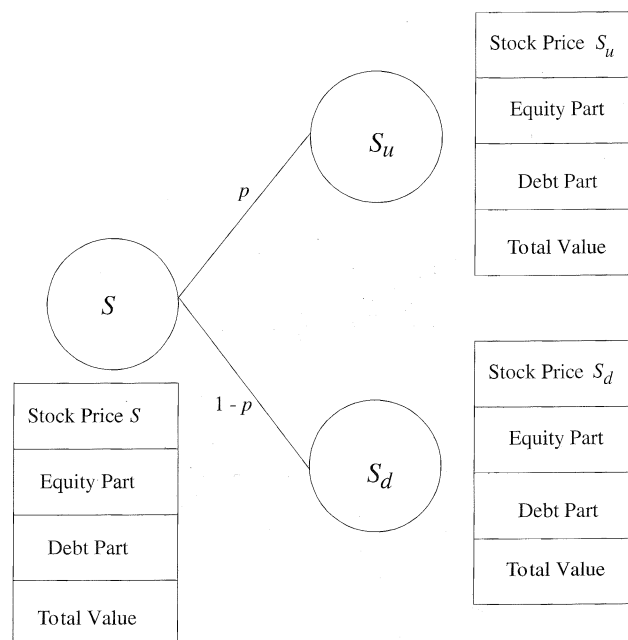 Stock Price S_u
Equity Part
Debt Part
Total Value
S_u
p
S
1 - p
S_d
Stock Price S
Equity Part
Debt Part
Total Value
Stock Price S_d
Equity Part
Debt Part
Total Value